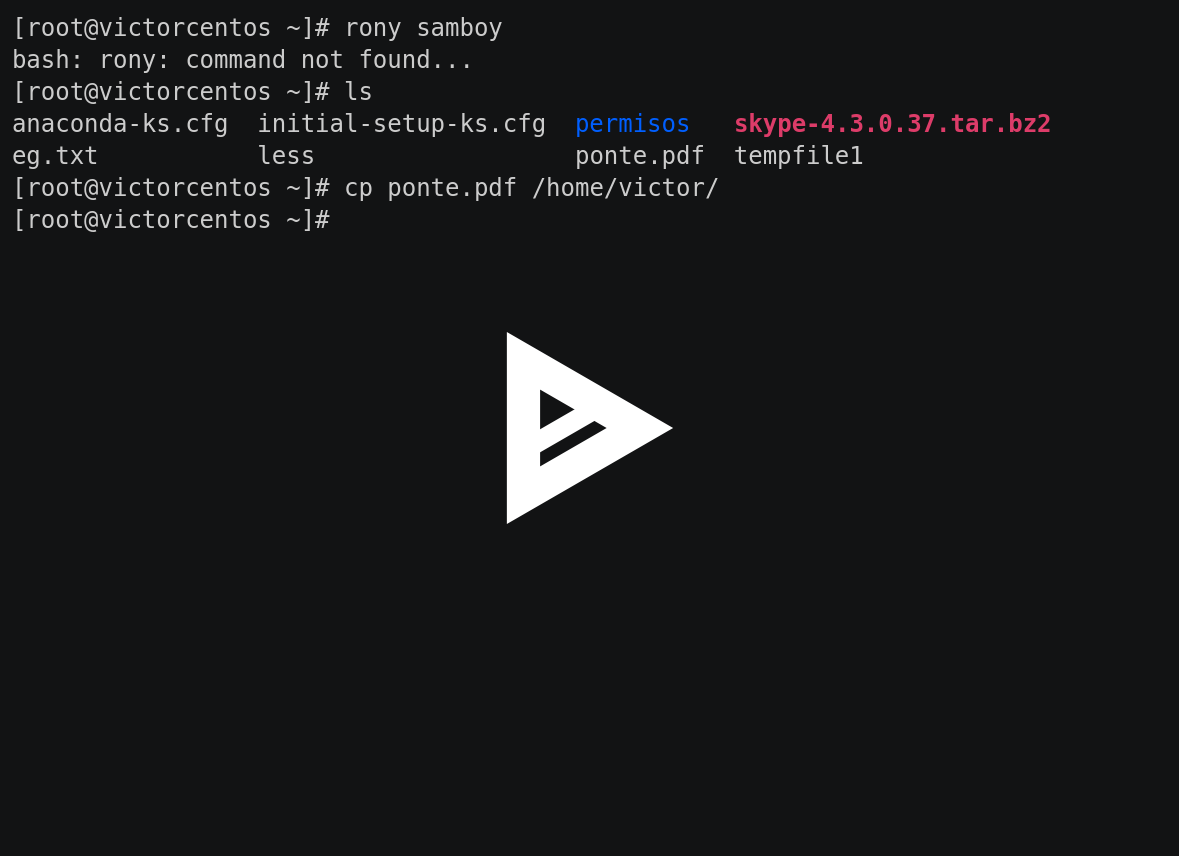 [root@victorcentos ~]# rony samboy
bash: rony: command not found...
[root@victorcentos ~]# ls
anaconda-ks.cfg  initial-setup-ks.cfg  permisos   skype-4.3.0.37.tar.bz2
eg.txt           less                  ponte.pdf  tempfile1
[root@victorcentos ~]# cp ponte.pdf /home/victor/
[root@victorcentos ~]#